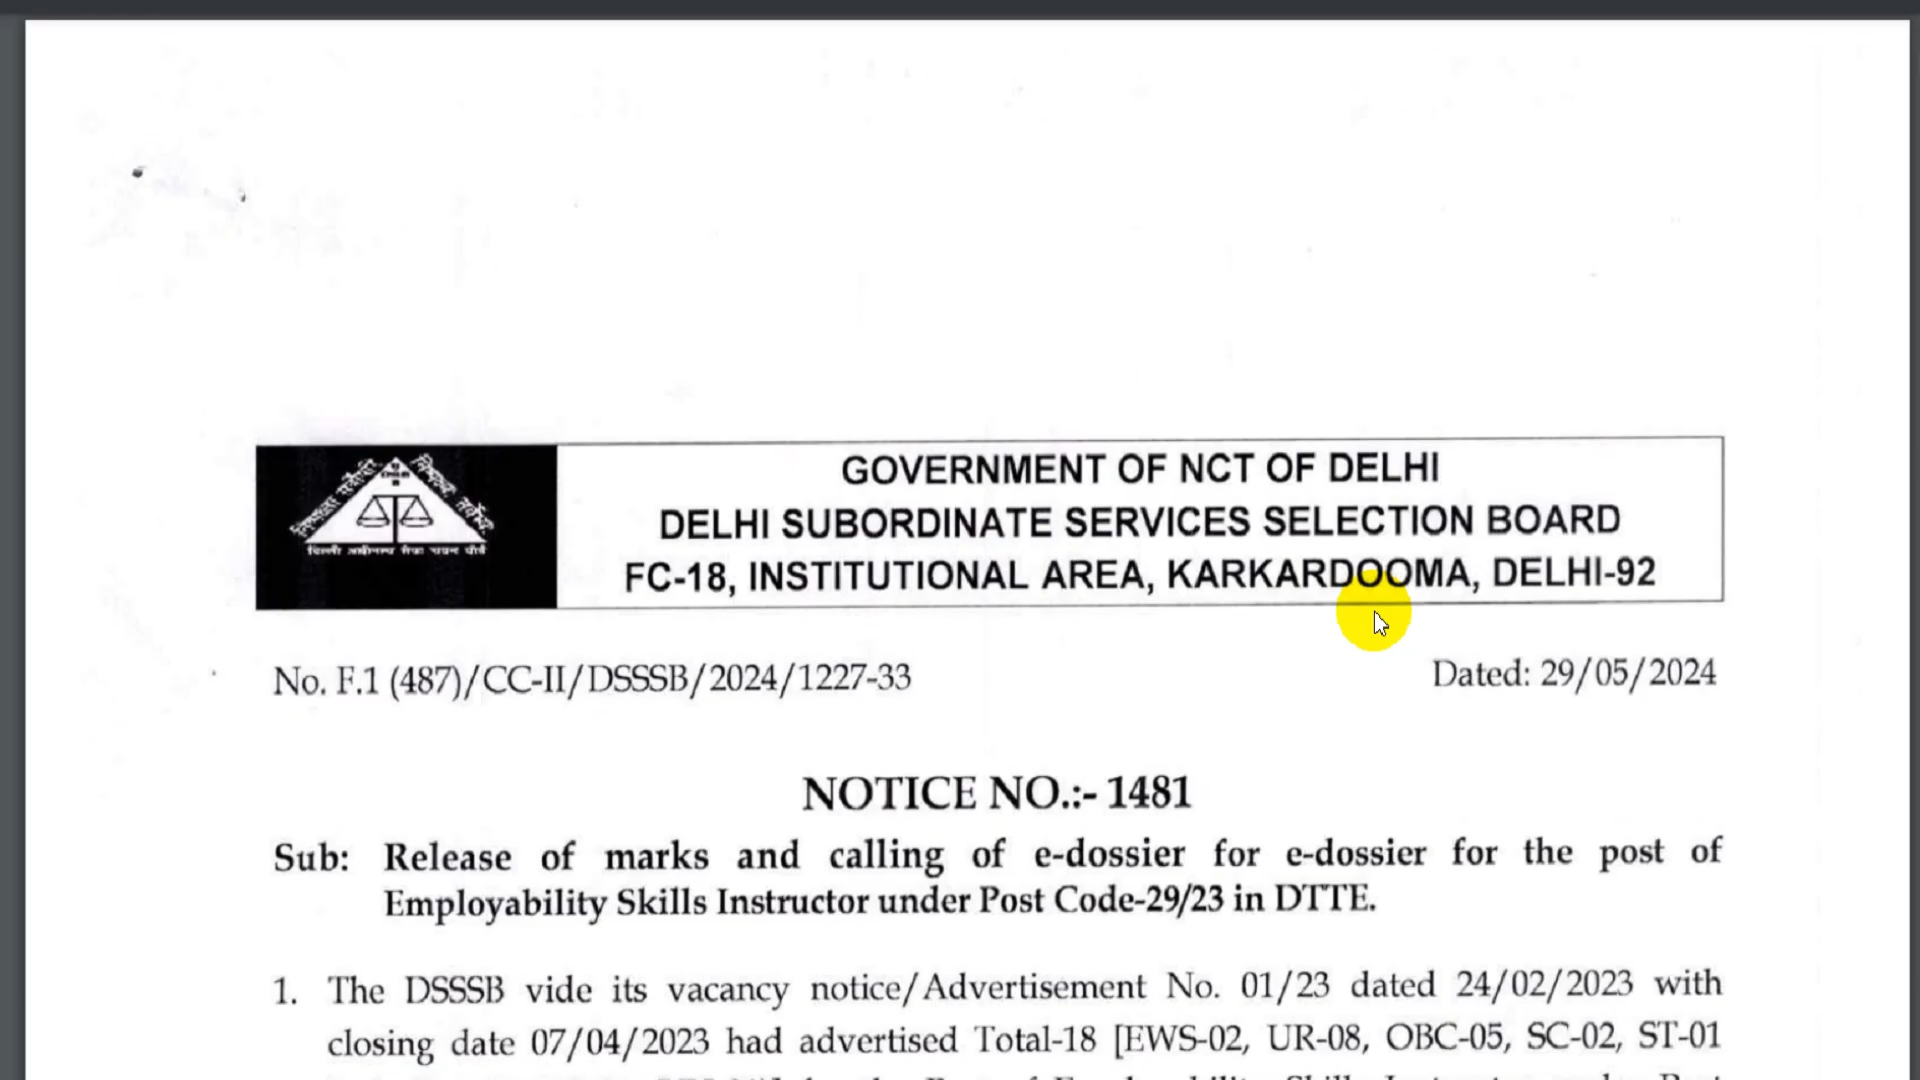 GOVERNMENT OF NCT OF DELHI
DELHI SUBORDINATE SERVICES SELECTION BOARD
FC-18, INSTITUTIONAL AREA, KARKARDOOMA, DELHI-92
No. F.1 (487)/CC-II/DSSSB/2024/1227-33
Dated: 29/05/2024
NOTICE NO.:- 1481
Sub: Release of marks and calling of e-dossier for e-dossier for the post of
Employability Skills Instructor under Post Code-29/23 in DTTE.
1. The DSSSB vide its vacancy notice/Advertisement No. 01/23 dated 24/02/2023 with
closing date 07/04/2023 had advertised Total-18 [EWS-02, UR-08, OBC-05, SC-02, ST-01